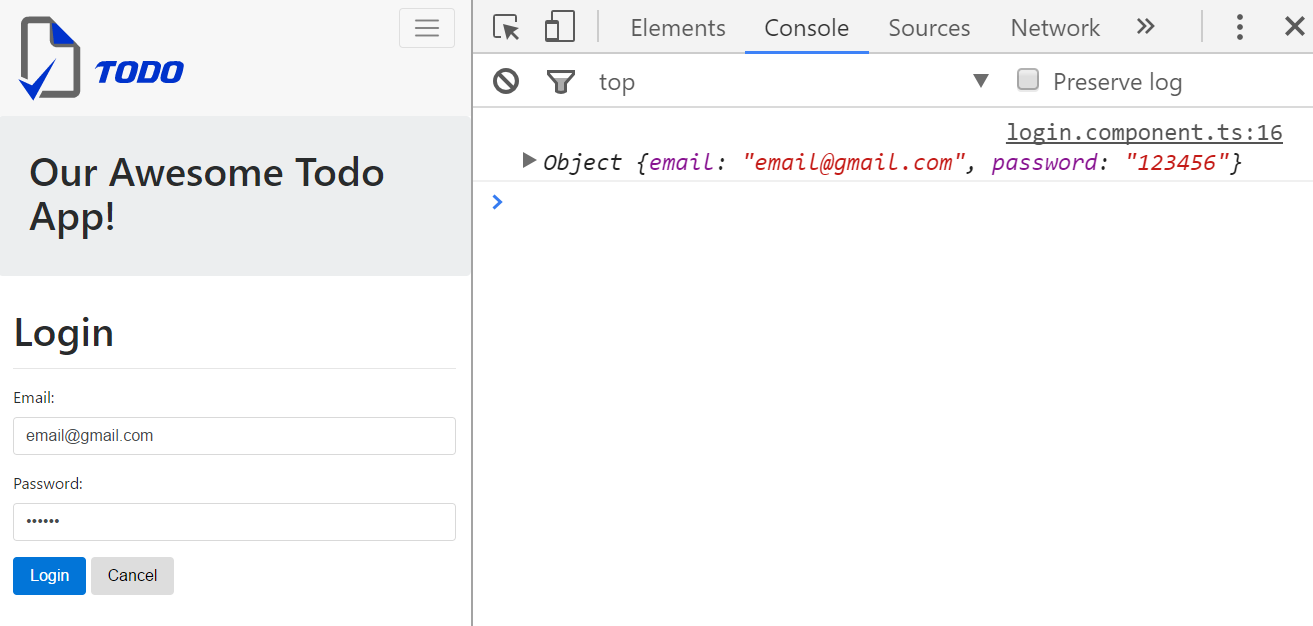 TODO
Our Awesome Todo
App!
Login
Email:
email@gmail.com
Password:
••••••
Login Cancel
Elements Console Sources Network
top Preserve log
login.component.ts:16
Object {email: "email@gmail.com", password: "123456"}